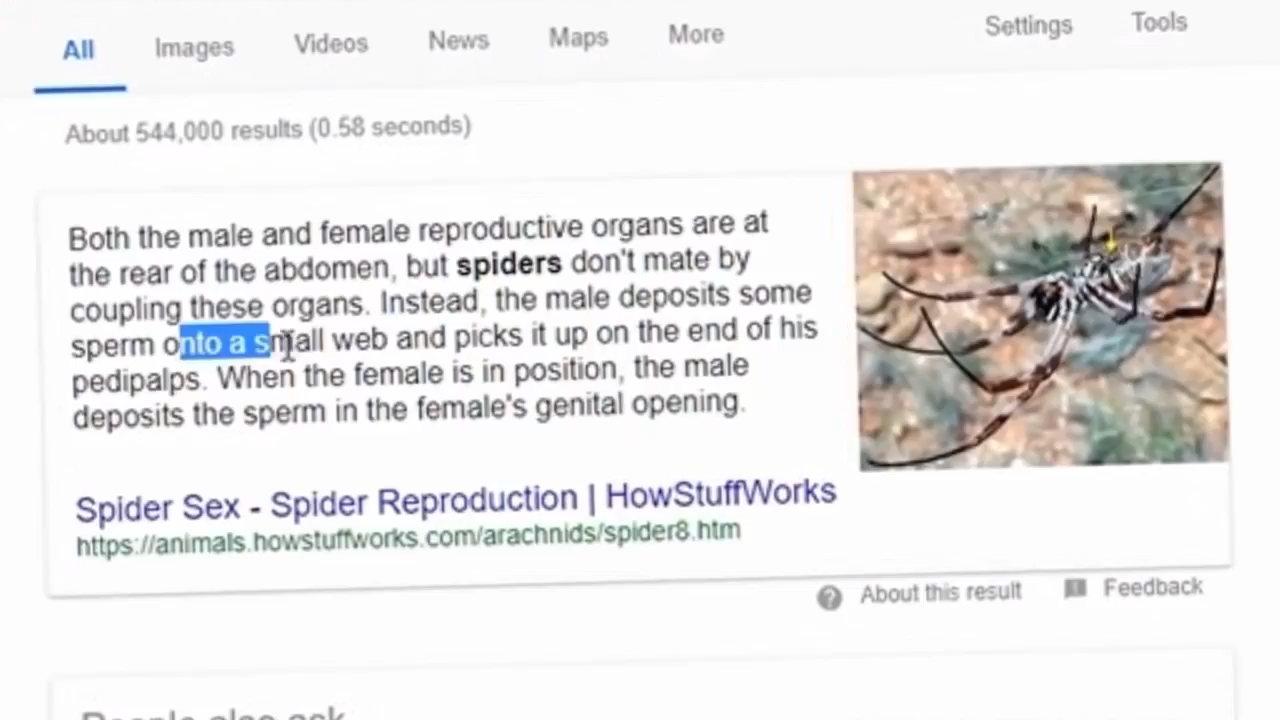 All Images Videos News Maps More Settings Tools
About 544,000 results (0.58 seconds)
Both the male and female reproductive organs are at
the rear of the abdomen, but spiders don't mate by
coupling these organs. Instead, the male deposits some
sperm onto a small web and picks it up on the end of his
pedipalps. When the female is in position, the male
deposits the sperm in the female's genital opening.
Spider Sex - Spider Reproduction | HowStuffWorks
https://animals.howstuffworks.com/arachnids/spider8.htm
About this result Feedback
People also ask